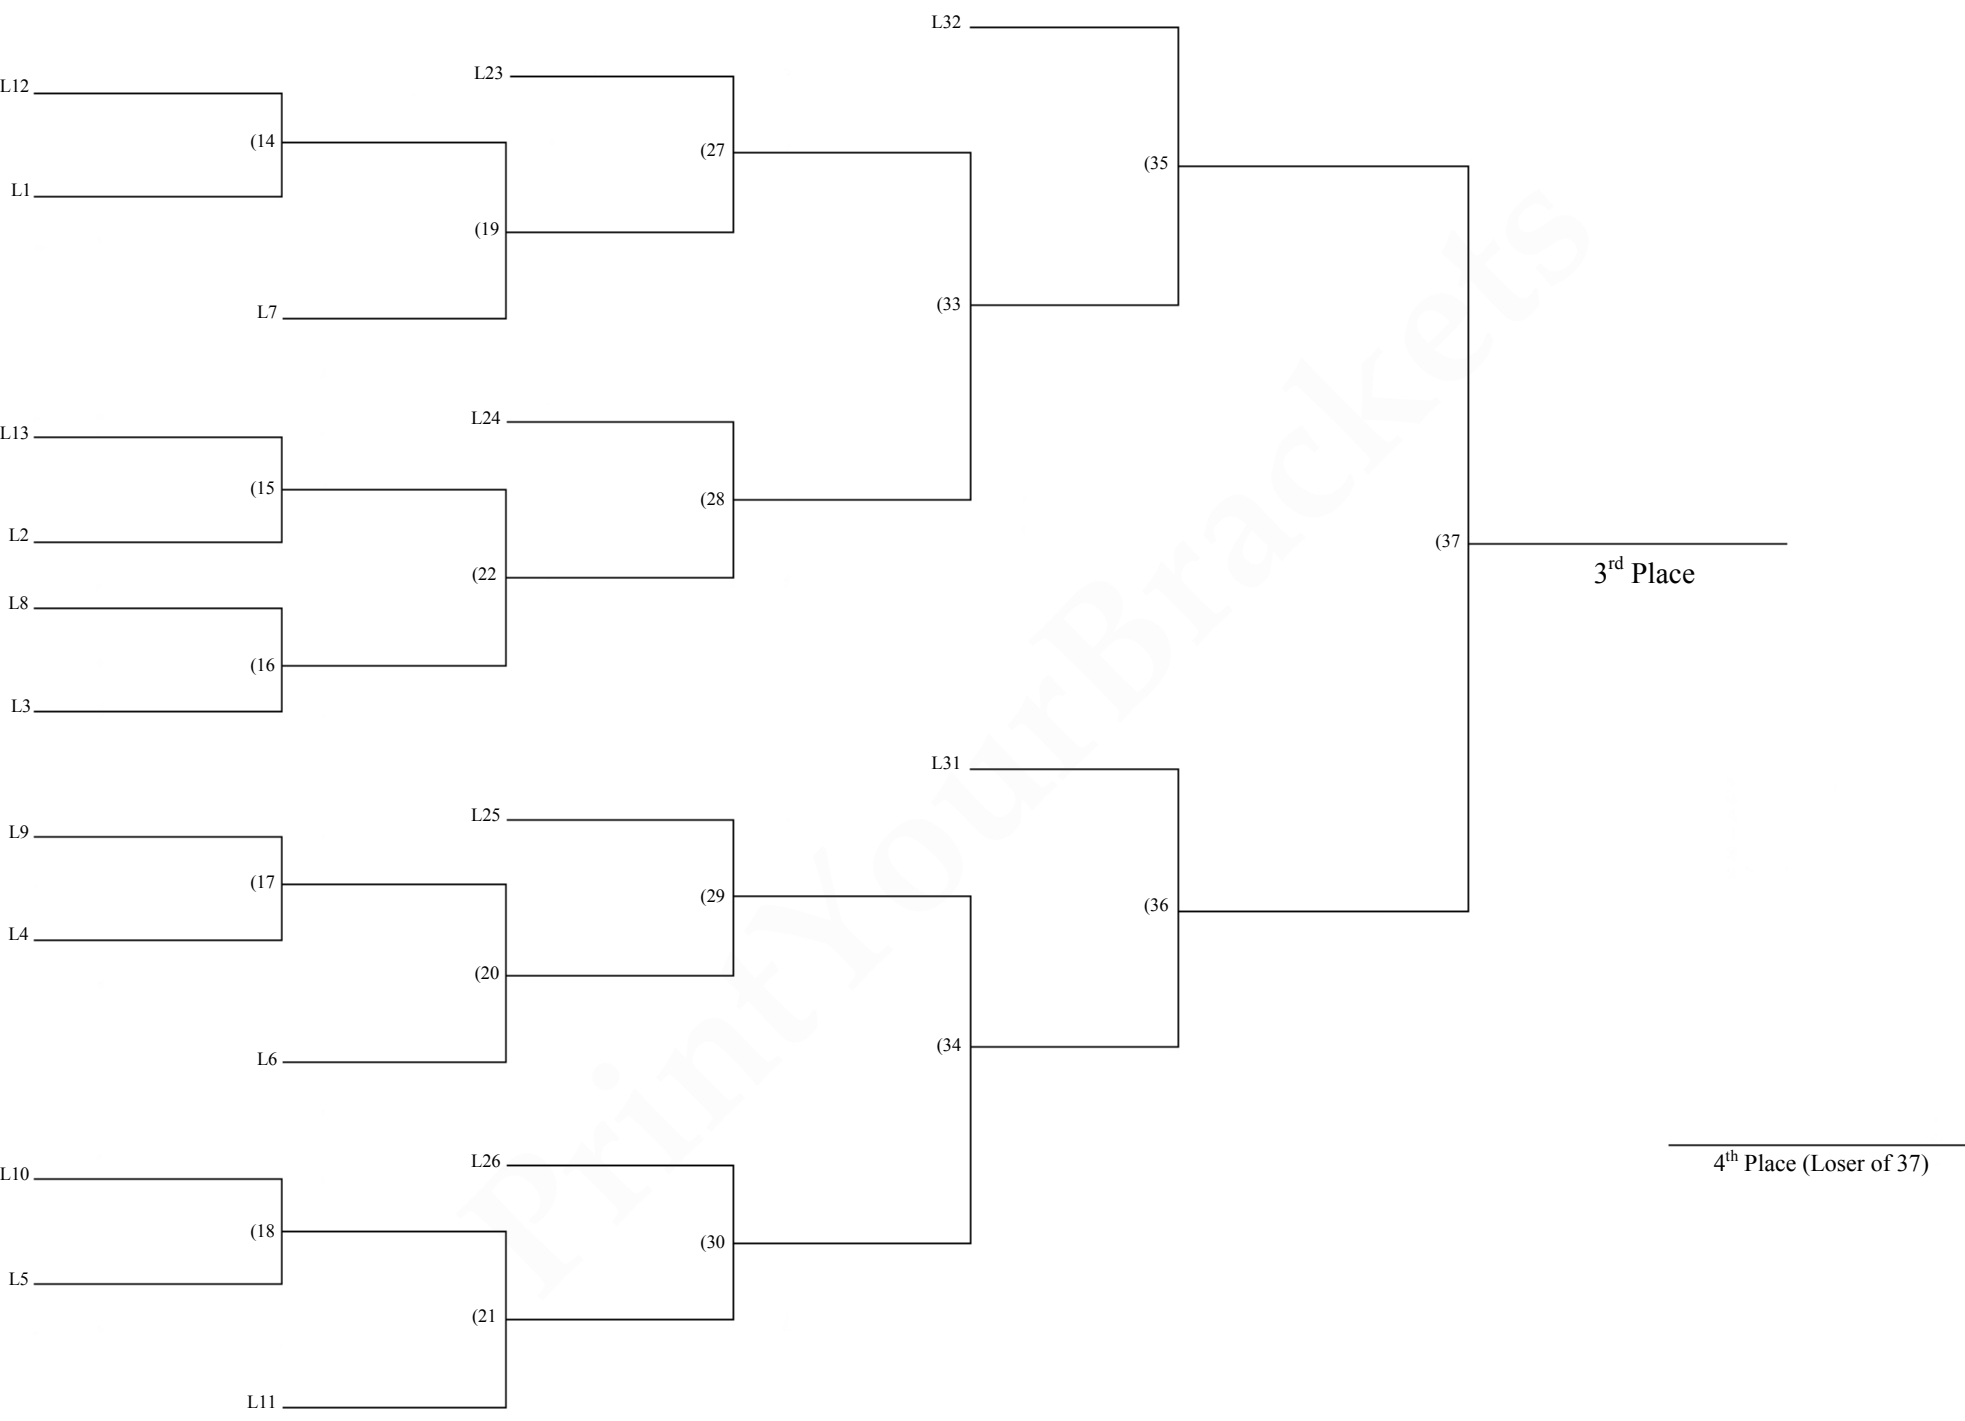 L32
L23
L12
(14
(27
(35
L1
(19
(33
L7
L24
L13
(15
(28
L2
(37
(22
3rd Place
L8
(16
L3
L31
L25
L9
(17
(29
(36
L4
(20
(34
L6
4th Place (Loser of 37)
L26
L10
(18
(30
L5
(21
L11
PrintYourBrackets